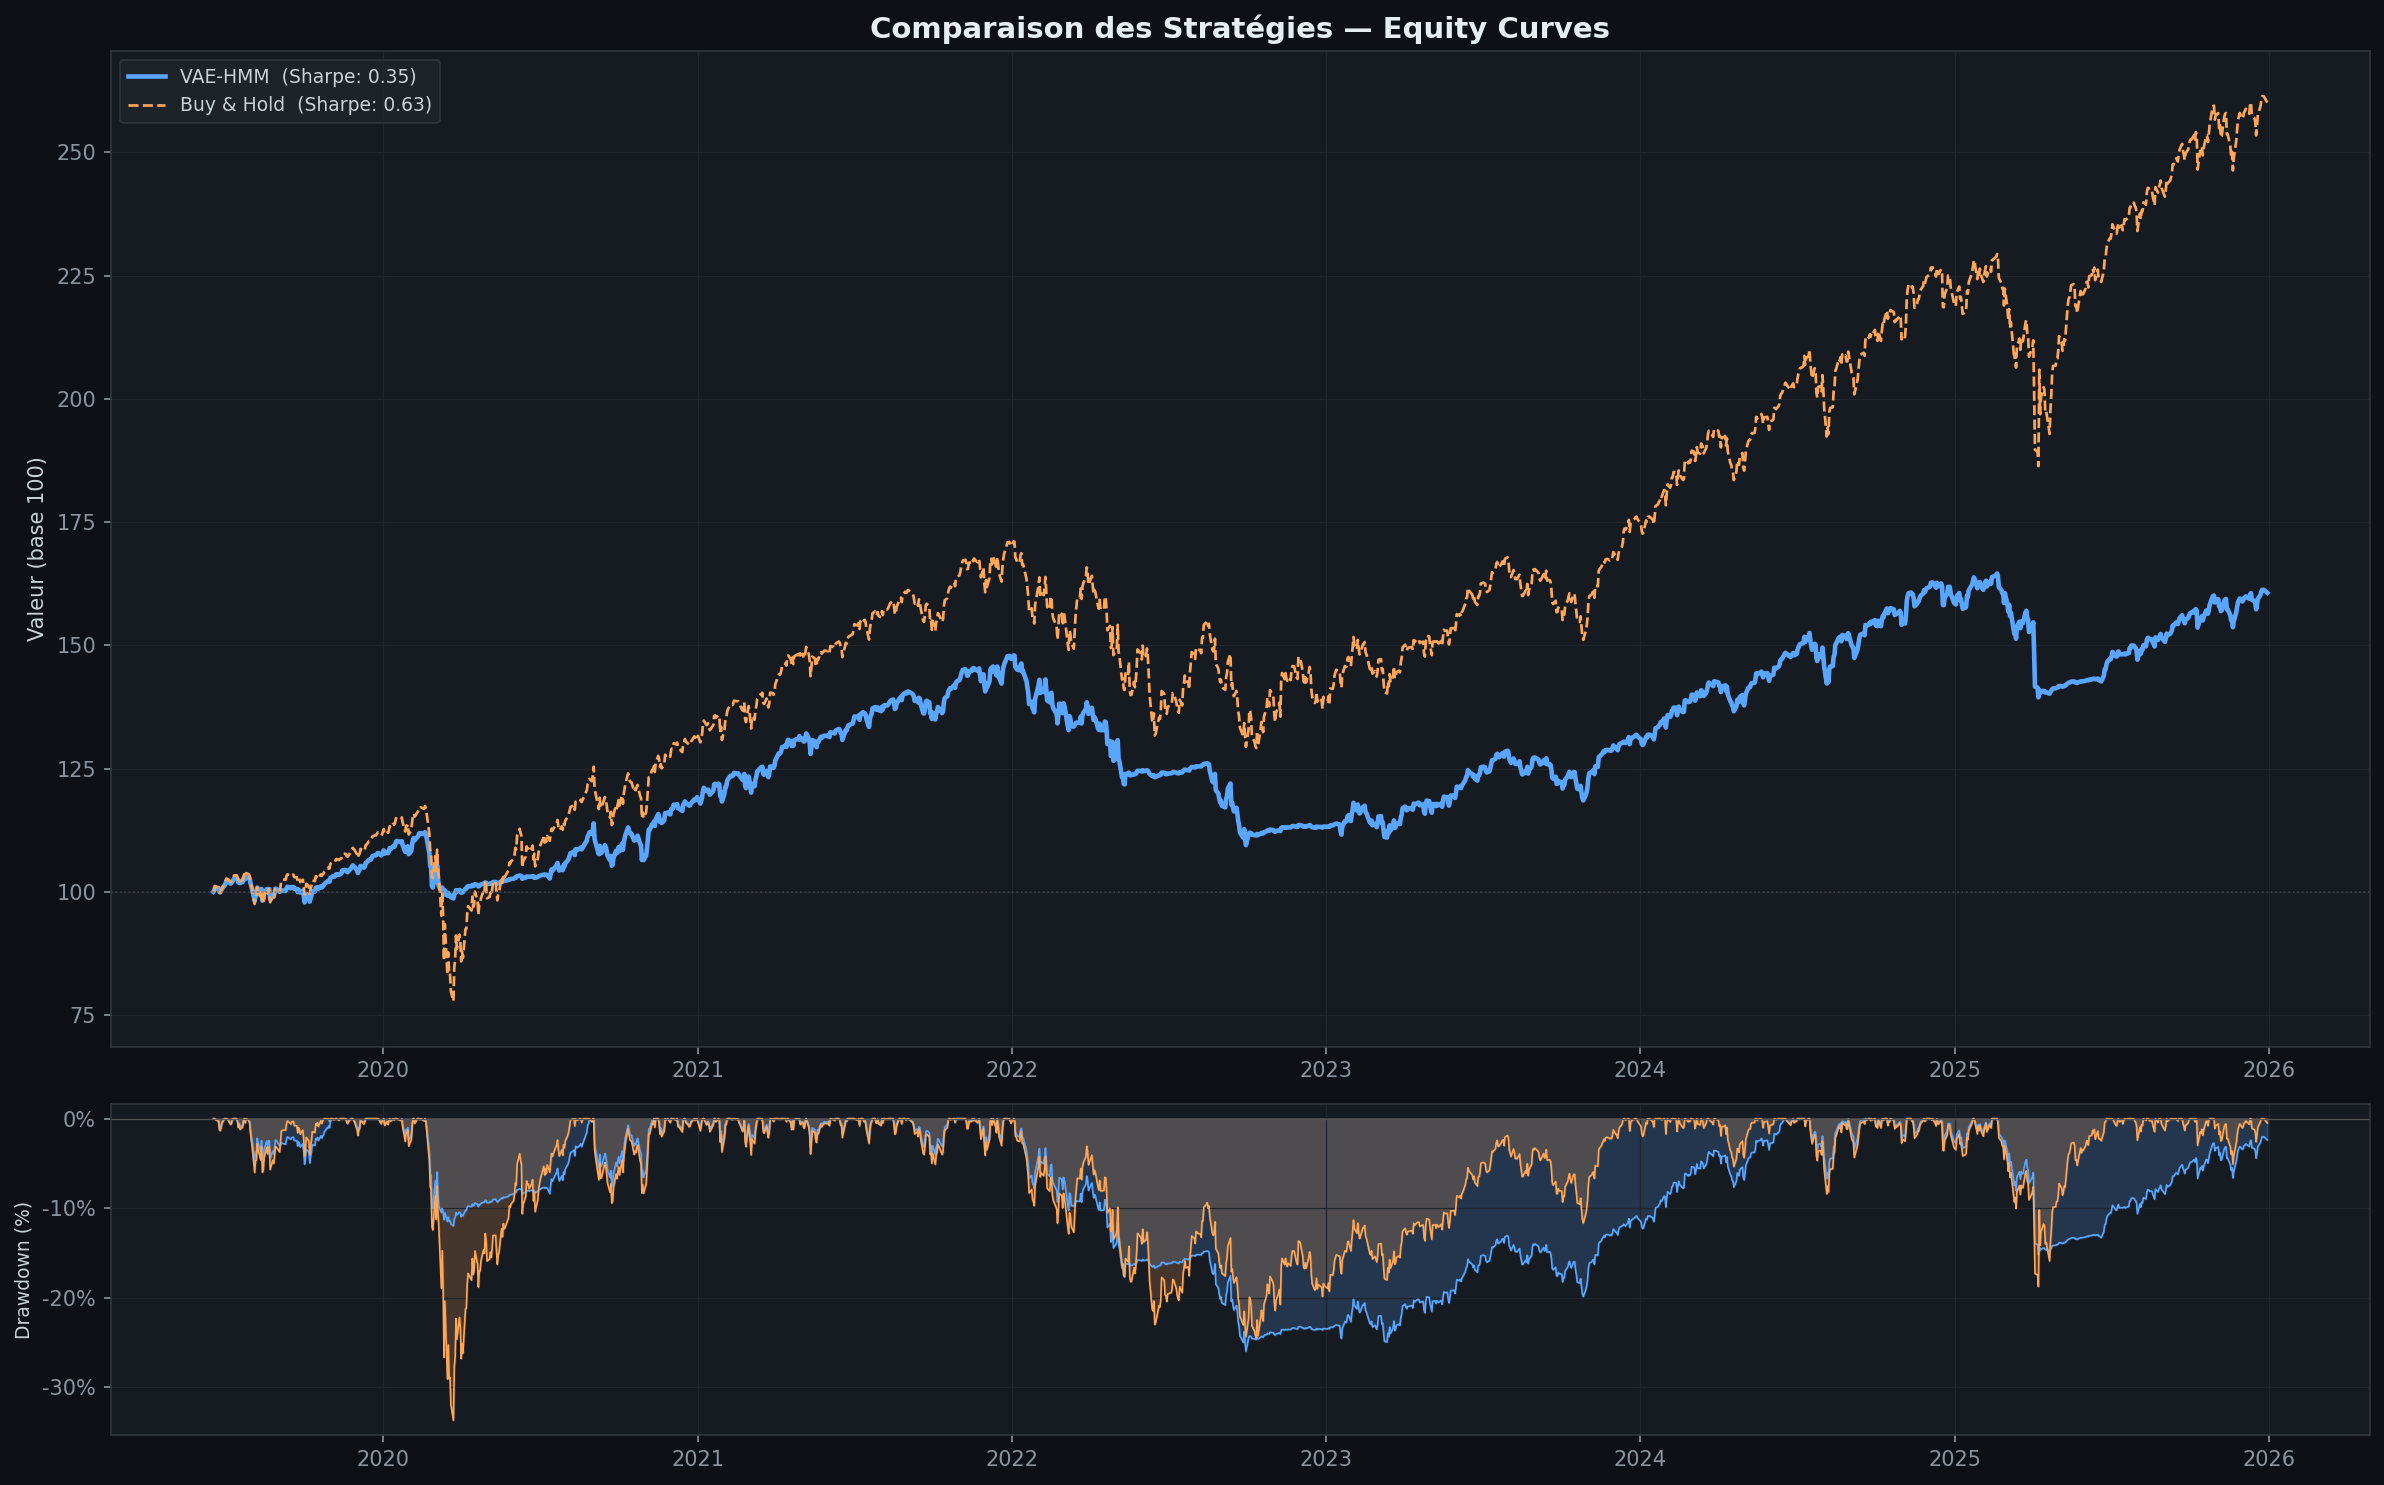 Comparaison des Stratégies — Equity Curves
VAE-HMM (Sharpe: 0.35)
Buy & Hold (Sharpe: 0.63)
Valeur (base 100)
250
225
200
175
150
125
100
75
2020 2021 2022 2023 2024 2025 2026
Drawdown (%)
0%
-10%
-20%
-30%
2020 2021 2022 2023 2024 2025 2026